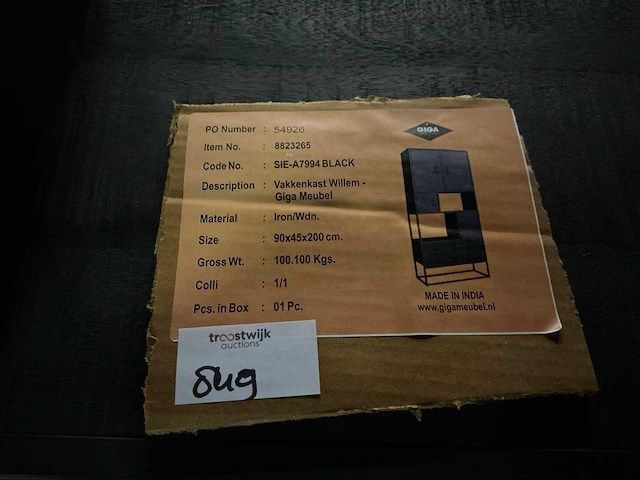 PO Number : 54926
Item No. : 8823265
Code No. : SIE-A7994 BLACK
Description : Vakkenkast Willem -
Giga Meubel
Material : Iron/Wdn.
Size : 90x45x200 cm.
Gross Wt. : 100.100 Kgs.
Colli : 1/1
Pcs. in Box : 01 Pc.
GIGA
MADE IN INDIA
www.gigameubel.nl
troostwijk
auctions